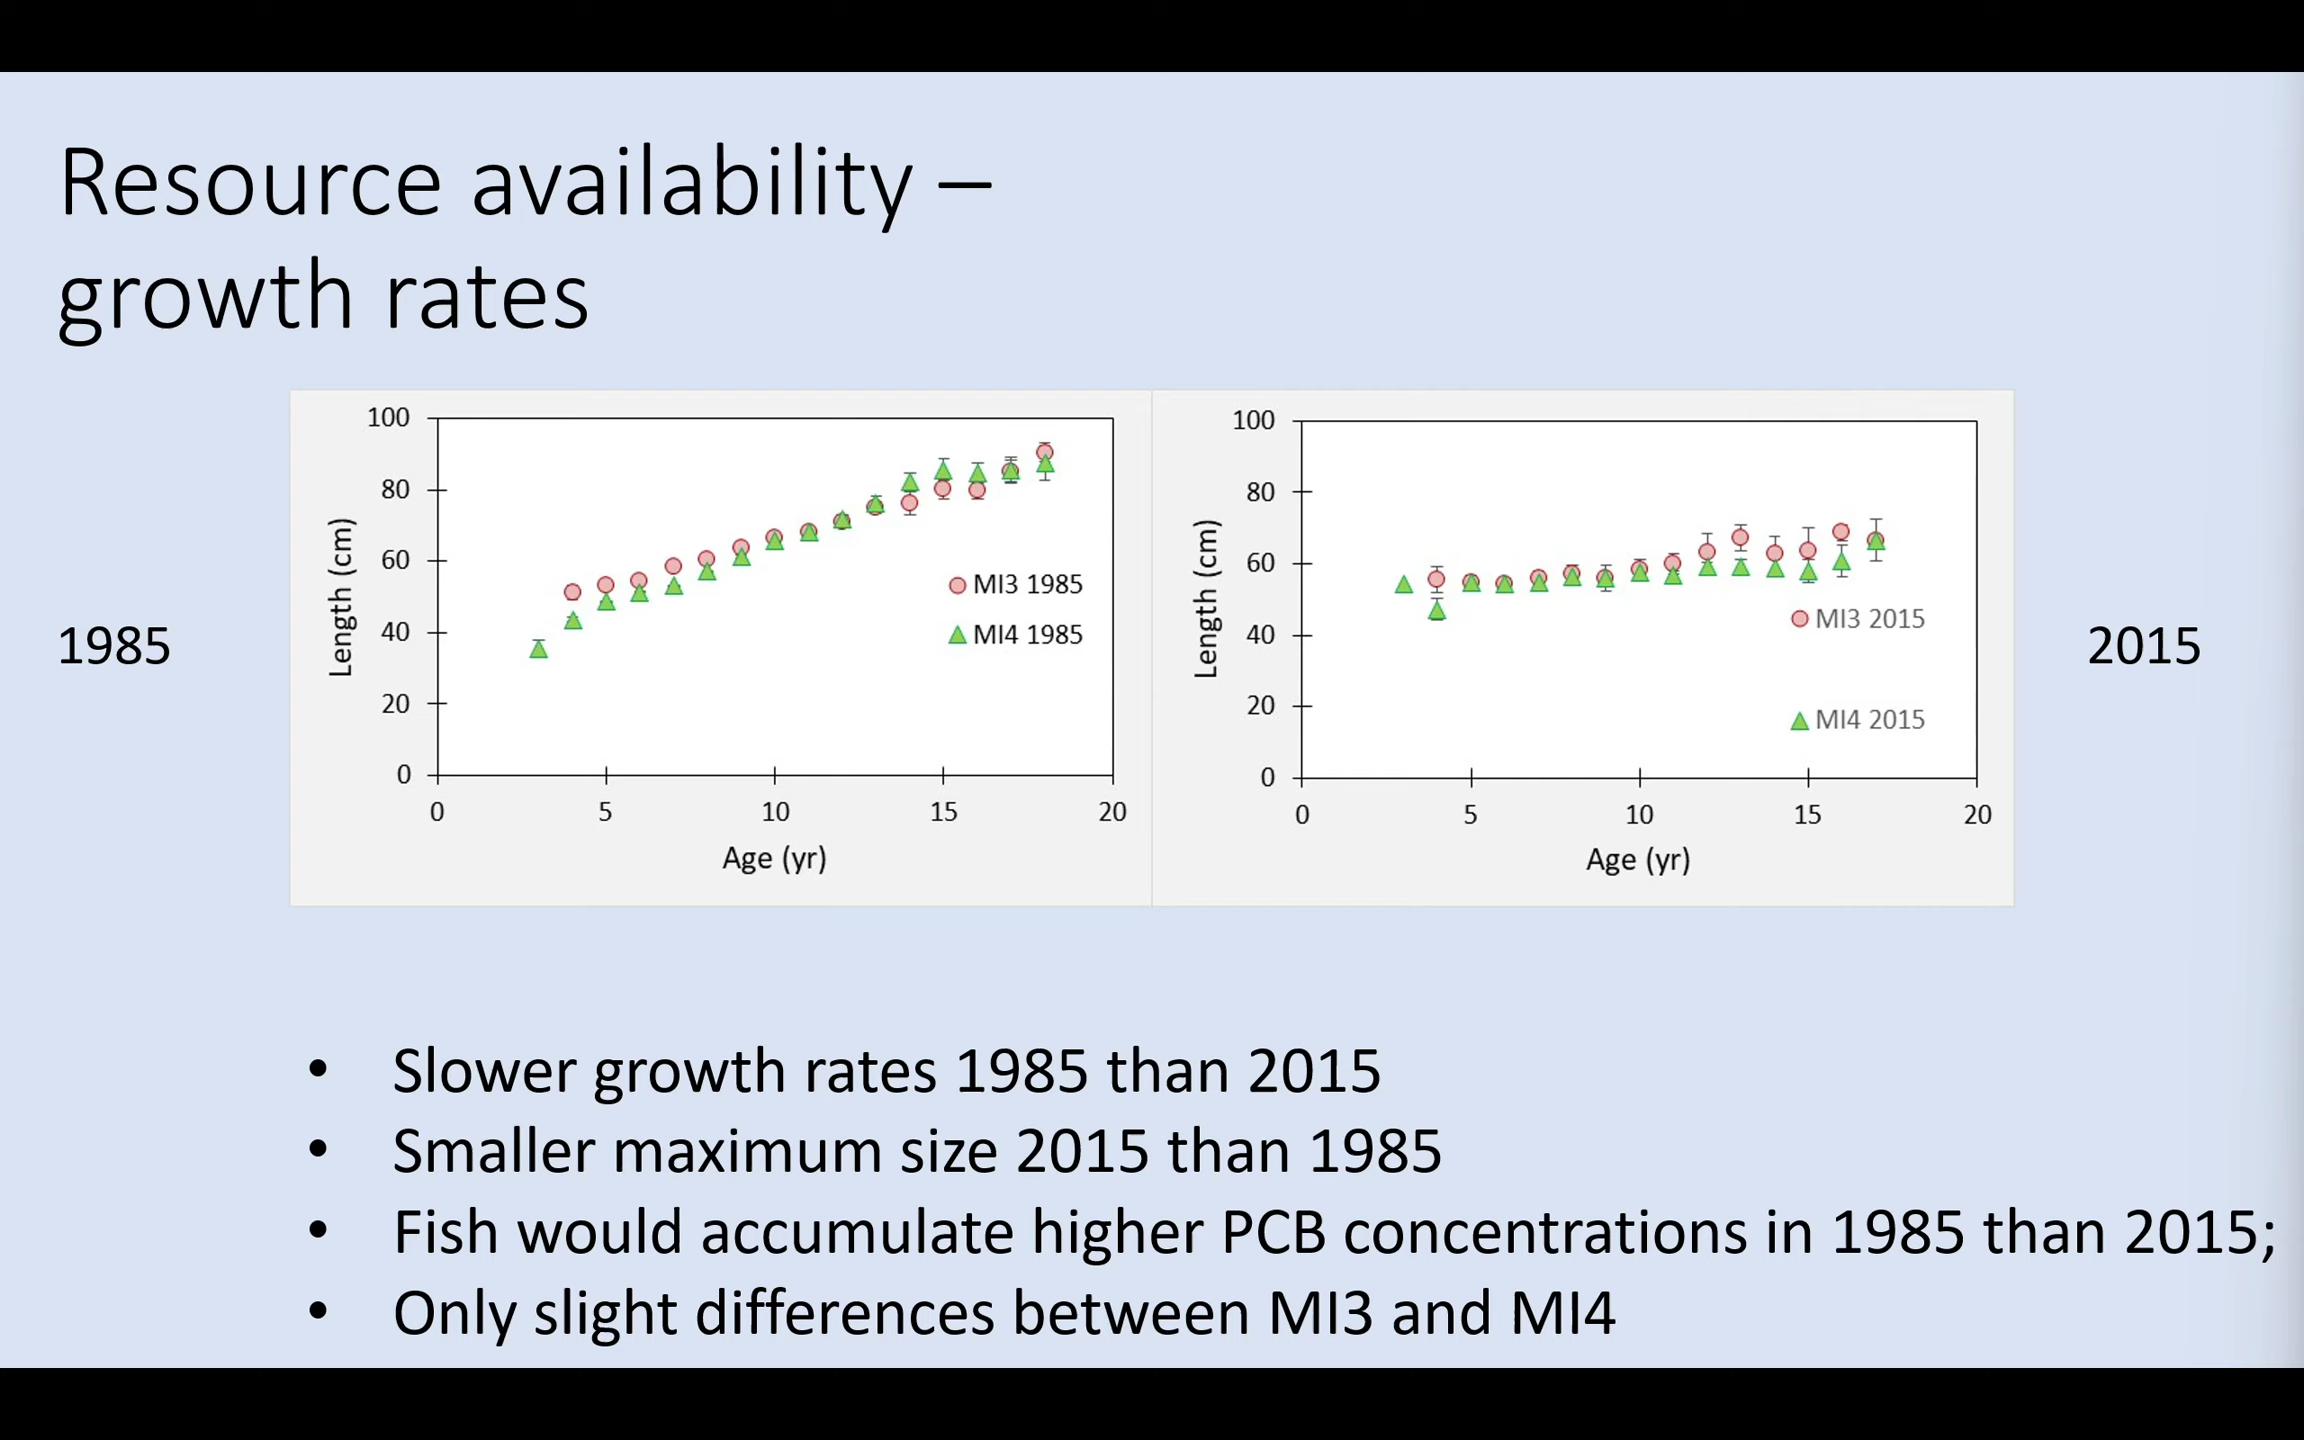 Resource availability –
growth rates
1985
100
80
60
40
20
0
Length (cm)
0 5 10 15 20
Age (yr)
MI3 1985
MI4 1985
100
80
60
40
20
0
Length (cm)
0 5 10 15 20
Age (yr)
MI3 2015
MI4 2015
2015
• Slower growth rates 1985 than 2015
• Smaller maximum size 2015 than 1985
• Fish would accumulate higher PCB concentrations in 1985 than 2015;
• Only slight differences between MI3 and MI4